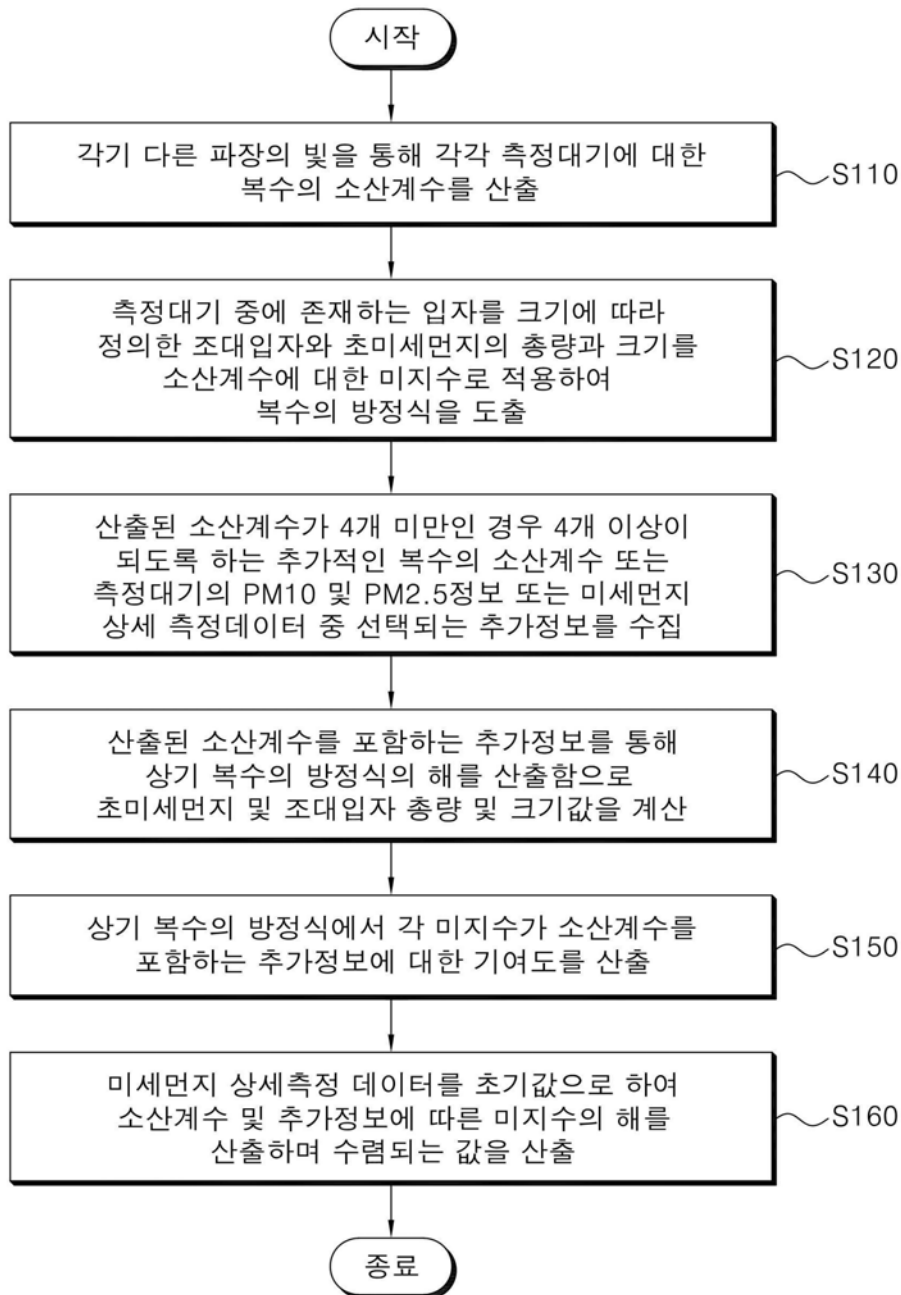 시작
각기 다른 파장의 빛을 통해 각각 측정대기에 대한
복수의 소산계수를 산출
S110
측정대기 중에 존재하는 입자를 크기에 따라
정의한 조대입자와 초미세먼지의 총량과 크기를
소산계수에 대한 미지수로 적용하여
복수의 방정식을 도출
S120
산출된 소산계수가 4개 미만인 경우 4개 이상이
되도록 하는 추가적인 복수의 소산계수 또는
측정대기의 PM10 및 PM2.5정보 또는 미세먼지
상세 측정데이터 중 선택되는 추가정보를 수집
S130
산출된 소산계수를 포함하는 추가정보를 통해
상기 복수의 방정식의 해를 산출함으로
초미세먼지 및 조대입자 총량 및 크기값을 계산
S140
상기 복수의 방정식에서 각 미지수가 소산계수를
포함하는 추가정보에 대한 기여도를 산출
S150
미세먼지 상세측정 데이터를 초기값으로 하여
소산계수 및 추가정보에 따른 미지수의 해를
산출하며 수렴되는 값을 산출
S160
종료